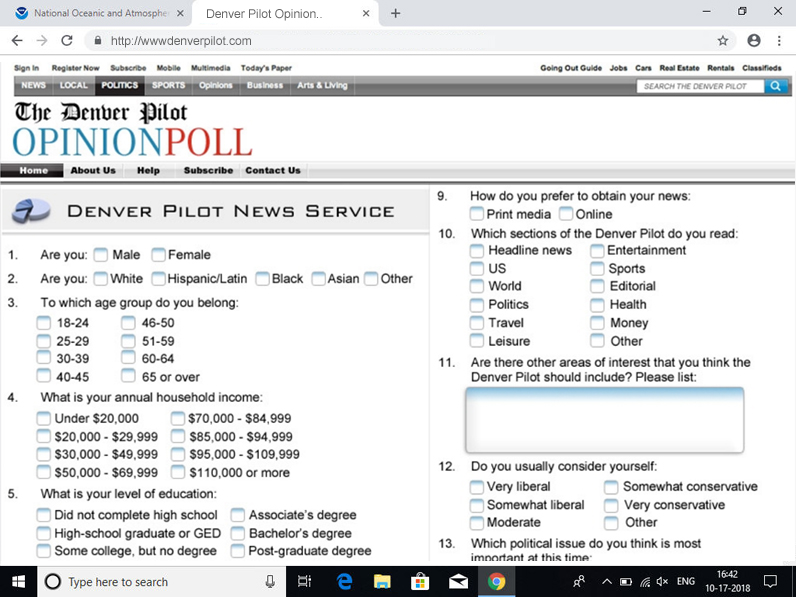 National Oceanic and Atmosphe
Denver Pilot Opinion..
http://wwwdenverpilot.com
Sign In Register Now Subscribe Mobile Multimedia Today's Paper
Going Out Guide Jobs Cars Real Estate Rentals Classifieds
NEWS LOCAL POLITICS SPORTS Opinions Business Arts & Living
SEARCH THE DENVER PILOT
The Denver Pilot
OPINIONPOLL
Home About Us Help Subscribe Contact Us
DENVER PILOT NEWS SERVICE
1. Are you: Male Female
2. Are you: White Hispanic/Latin Black Asian Other
3. To which age group do you belong:
18-24 46-50
25-29 51-59
30-39 60-64
40-45 65 or over
4. What is your annual household income:
Under $20,000 $70,000 - $84,999
$20,000 - $29,999 $85,000 - $94,999
$30,000 - $49,999 $95,000 - $109,999
$50,000 - $69,999 $110,000 or more
5. What is your level of education:
Did not complete high school Associate's degree
High-school graduate or GED Bachelor's degree
Some college, but no degree Post-graduate degree
9. How do you prefer to obtain your news:
Print media Online
10. Which sections of the Denver Pilot do you read:
Headline news Entertainment
US Sports
World Editorial
Politics Health
Travel Money
Leisure Other
11. Are there other areas of interest that you think the
Denver Pilot should include? Please list:
12. Do you usually consider yourself:
Very liberal Somewhat conservative
Somewhat liberal Very conservative
Moderate Other
13. Which political issue do you think is most
important at this time:
Type here to search
ENG
16:42
10-17-2018